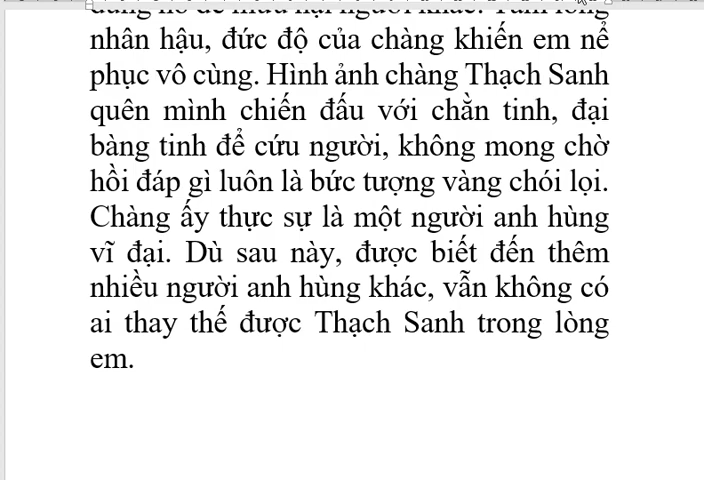 nhân hậu, đức độ của chàng khiến em nể
phục vô cùng. Hình ảnh chàng Thạch Sanh
quên mình chiến đấu với chằn tinh, đại
bàng tinh để cứu người, không mong chờ
hồi đáp gì luôn là bức tượng vàng chói lọi.
Chàng ấy thực sự là một người anh hùng
vĩ đại. Dù sau này, được biết đến thêm
nhiều người anh hùng khác, vẫn không có
ai thay thế được Thạch Sanh trong lòng
em.